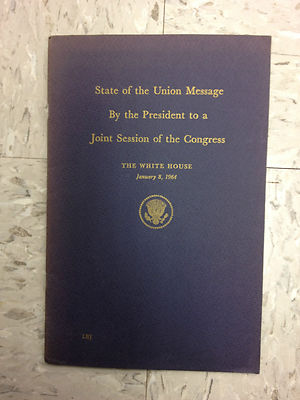 State of the Union Message
By the President to a
Joint Session of the Congress
THE WHITE HOUSE
January 8, 1964
LBJ